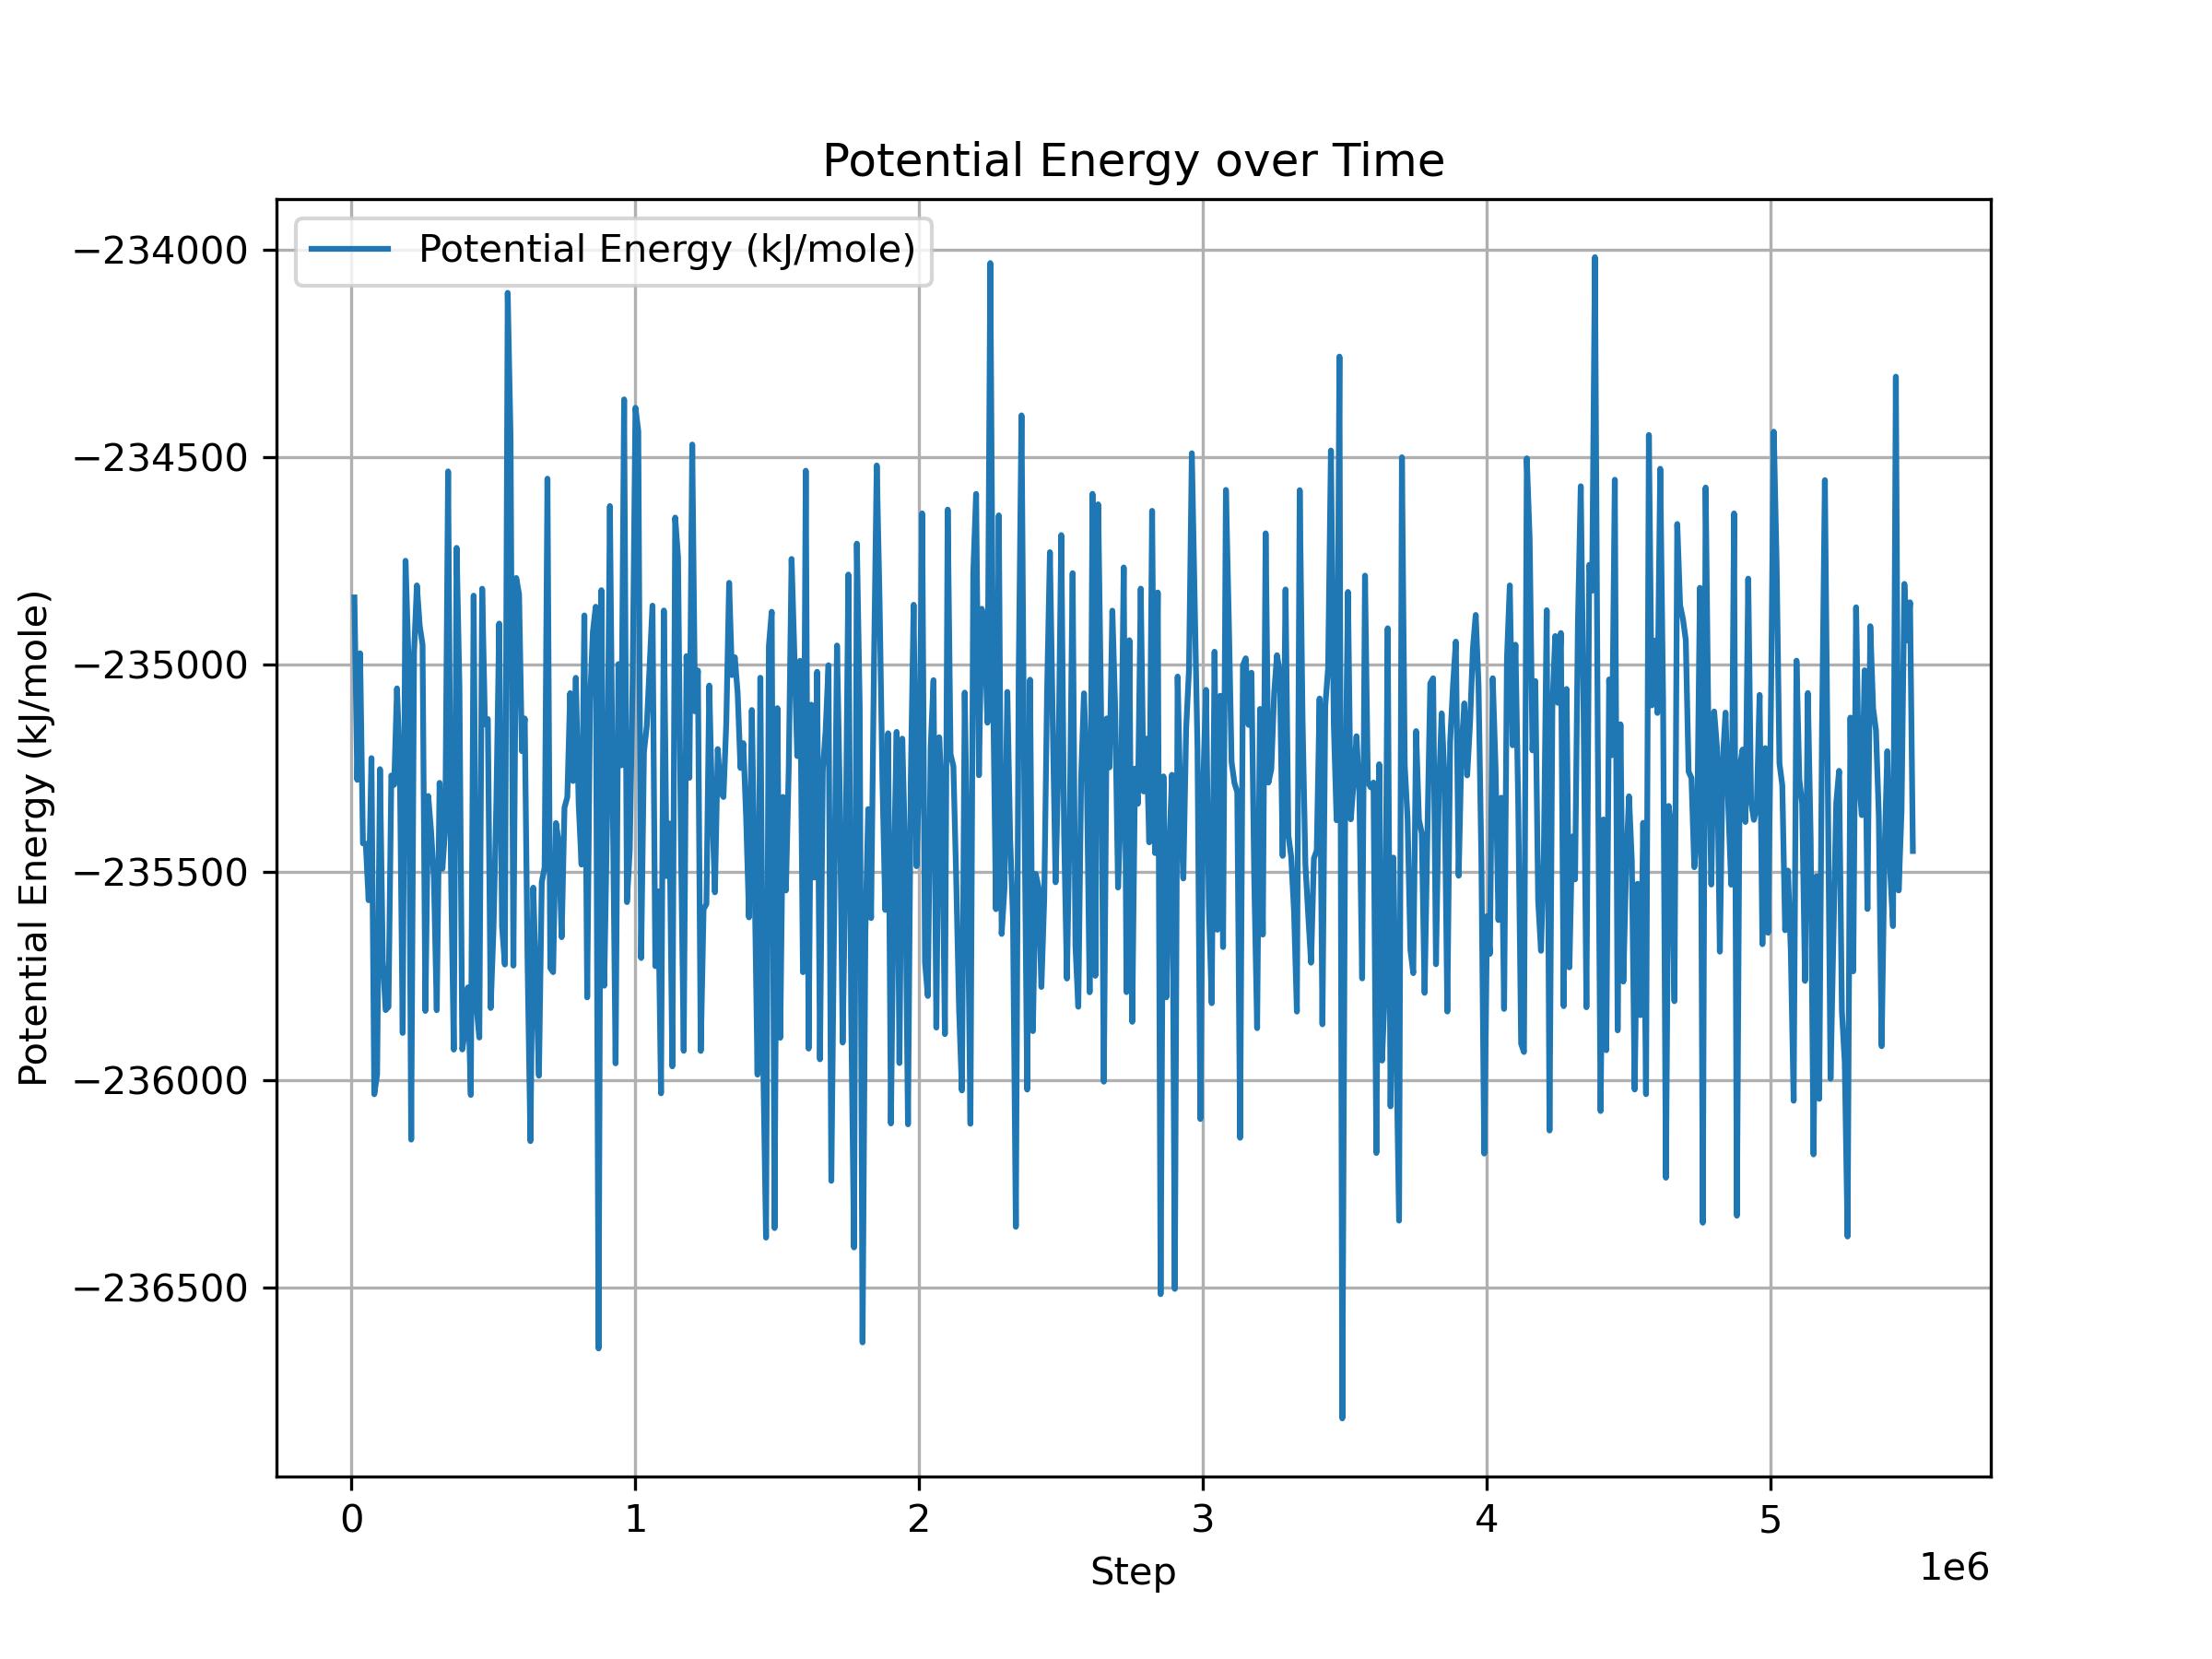 Potential Energy over Time
Potential Energy (kJ/mole)
Potential Energy (kJ/mole)
−234000
−234500
−235000
−235500
−236000
−236500
0 1 2 3 4 5
Step
1e6